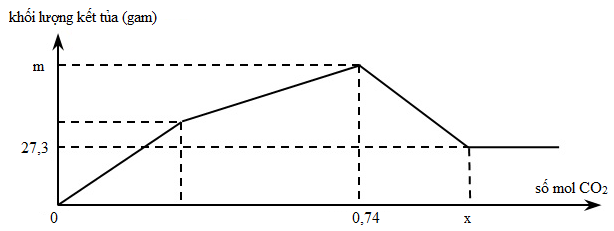 khối lượng kết tủa (gam)
m
27,3
số mol CO₂
0
0,74
x